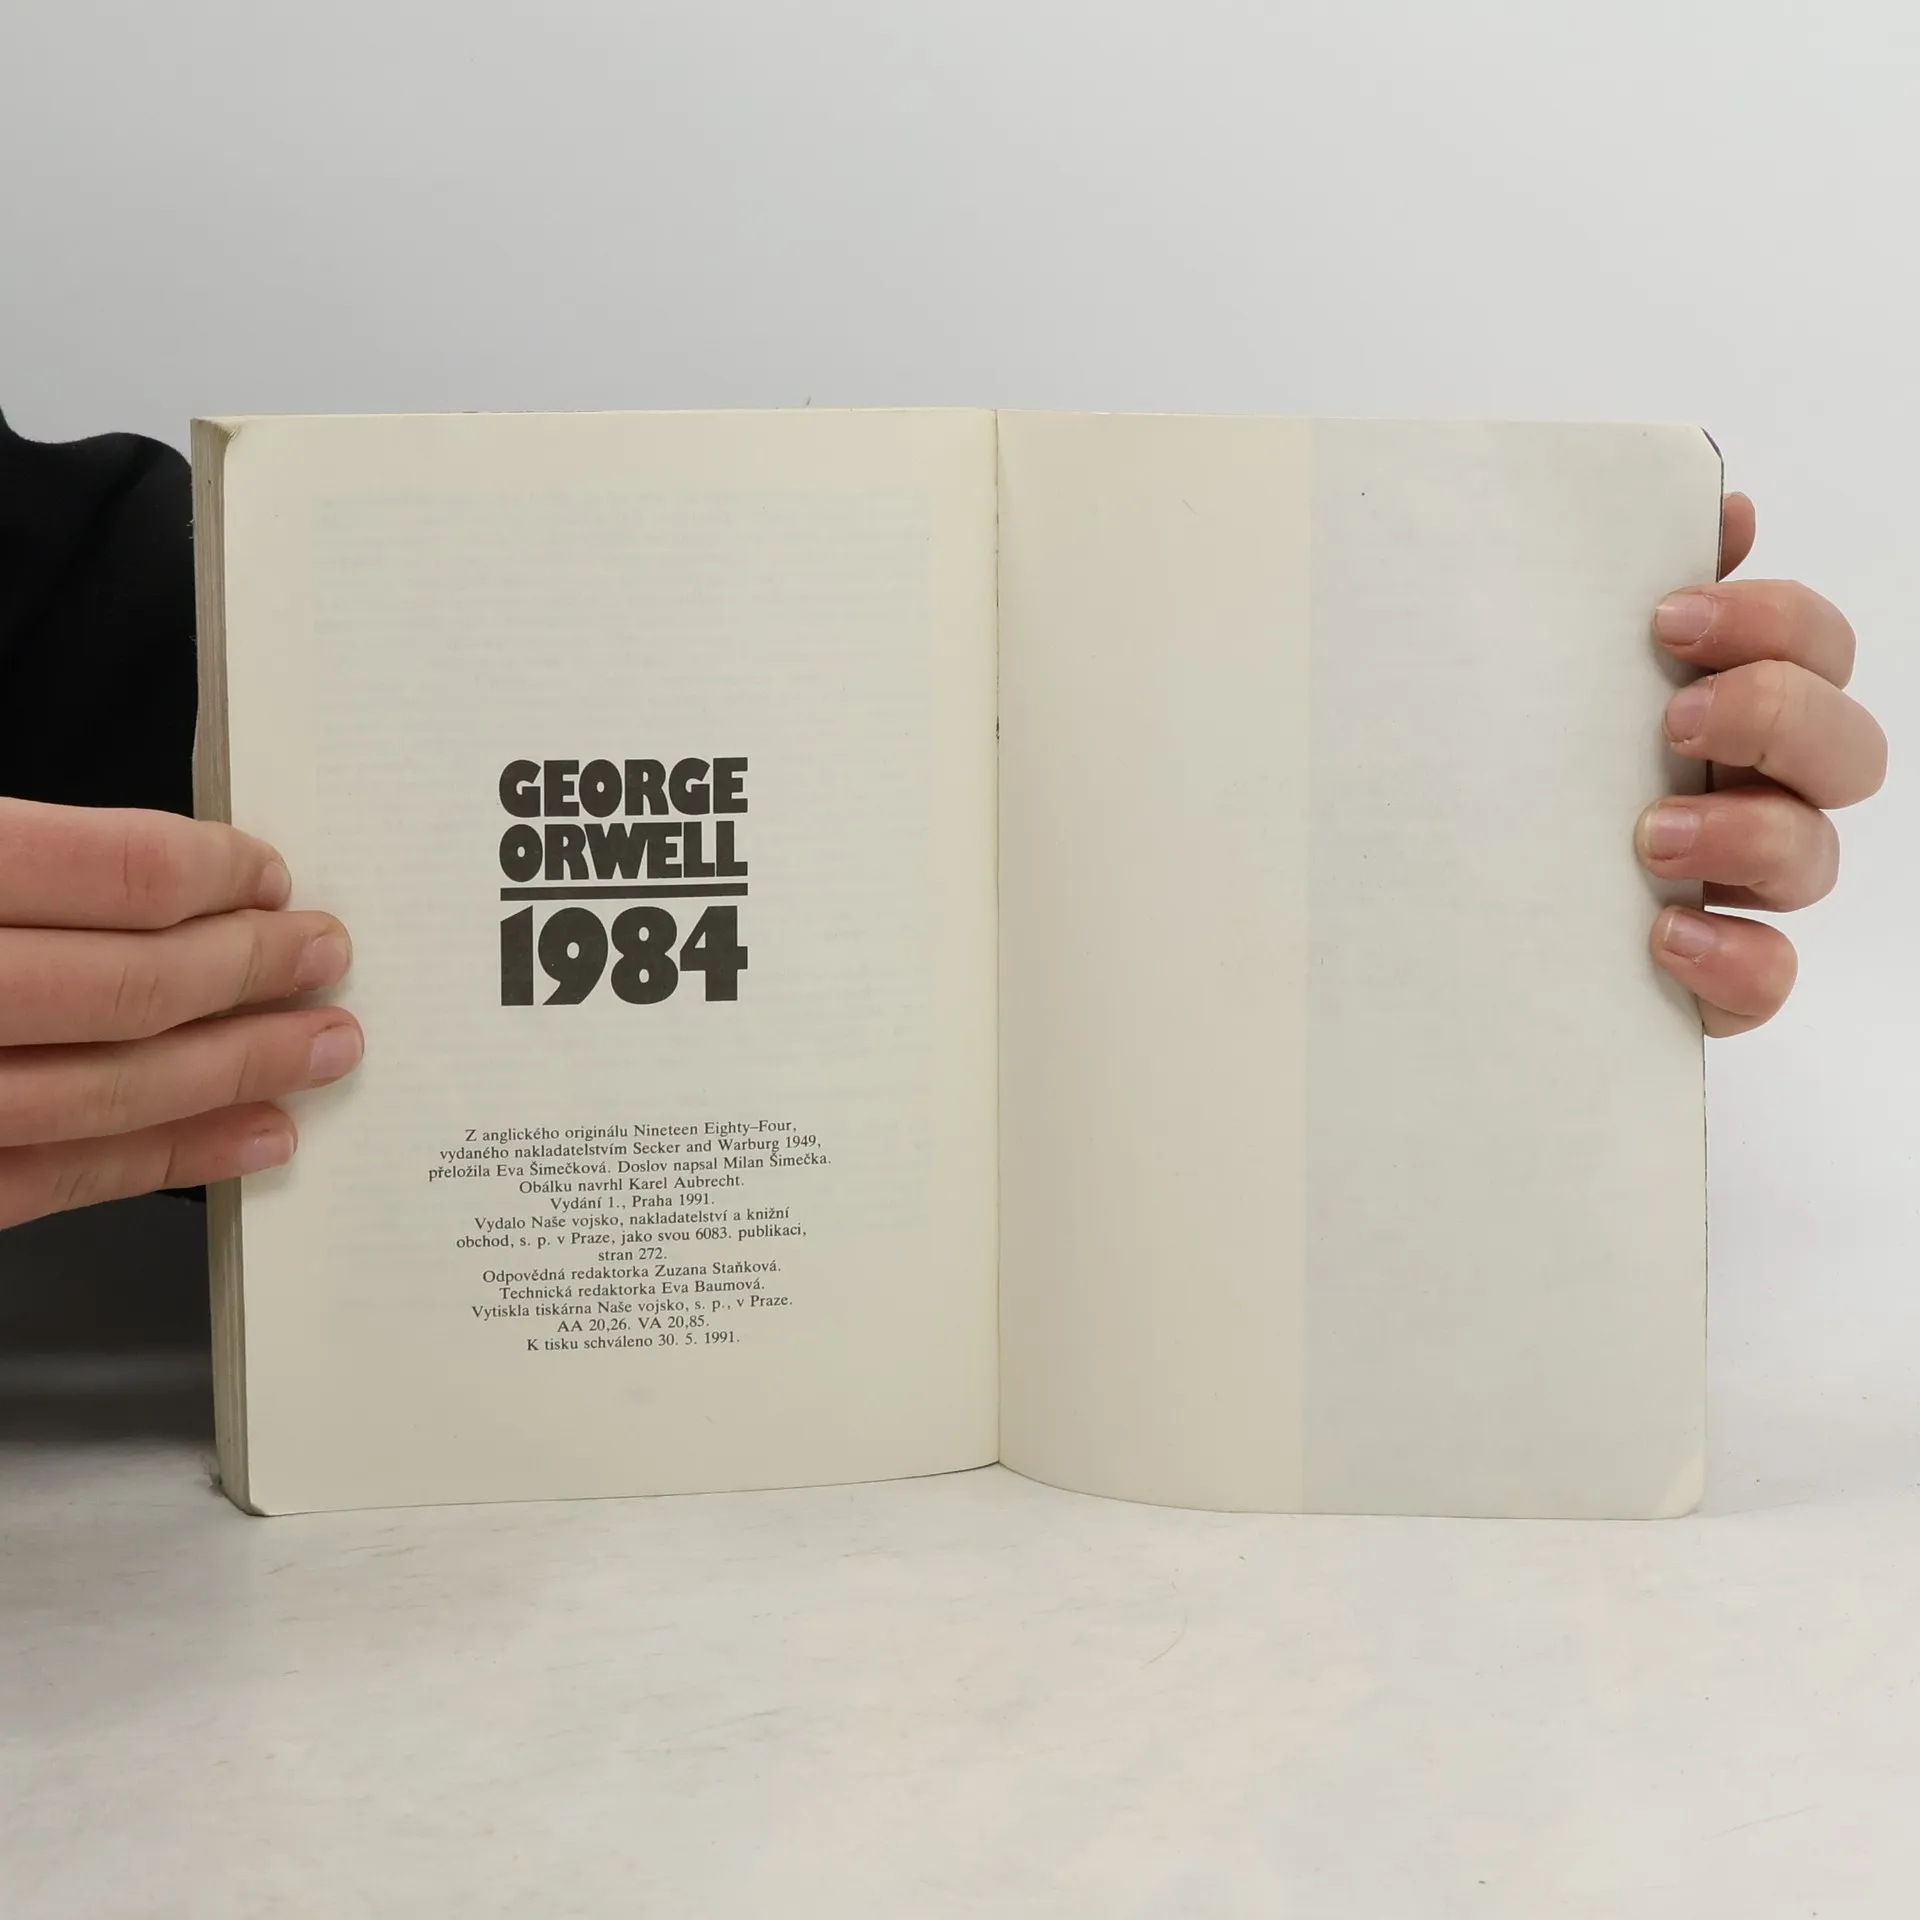 GEORGE
ORWELL
1984
Z anglického originálu Nineteen Eighty–Four,
vydaného nakladatelstvím Secker and Warburg 1949,
přeložila Eva Šimečková. Doslov napsal Milan Šimečka.
Obálku navrhl Karel Aubrecht.
Vydání 1., Praha 1991.
Vydalo Naše vojsko, nakladatelství a knižní
obchod, s. p. v Praze, jako svou 6083. publikaci,
stran 272.
Odpovědná redaktorka Zuzana Staňková.
Technická redaktorka Eva Baumová.
Vytiskla tiskárna Naše vojsko, s. p., v Praze.
AA 20,26. VA 20,85.
K tisku schváleno 30. 5. 1991.